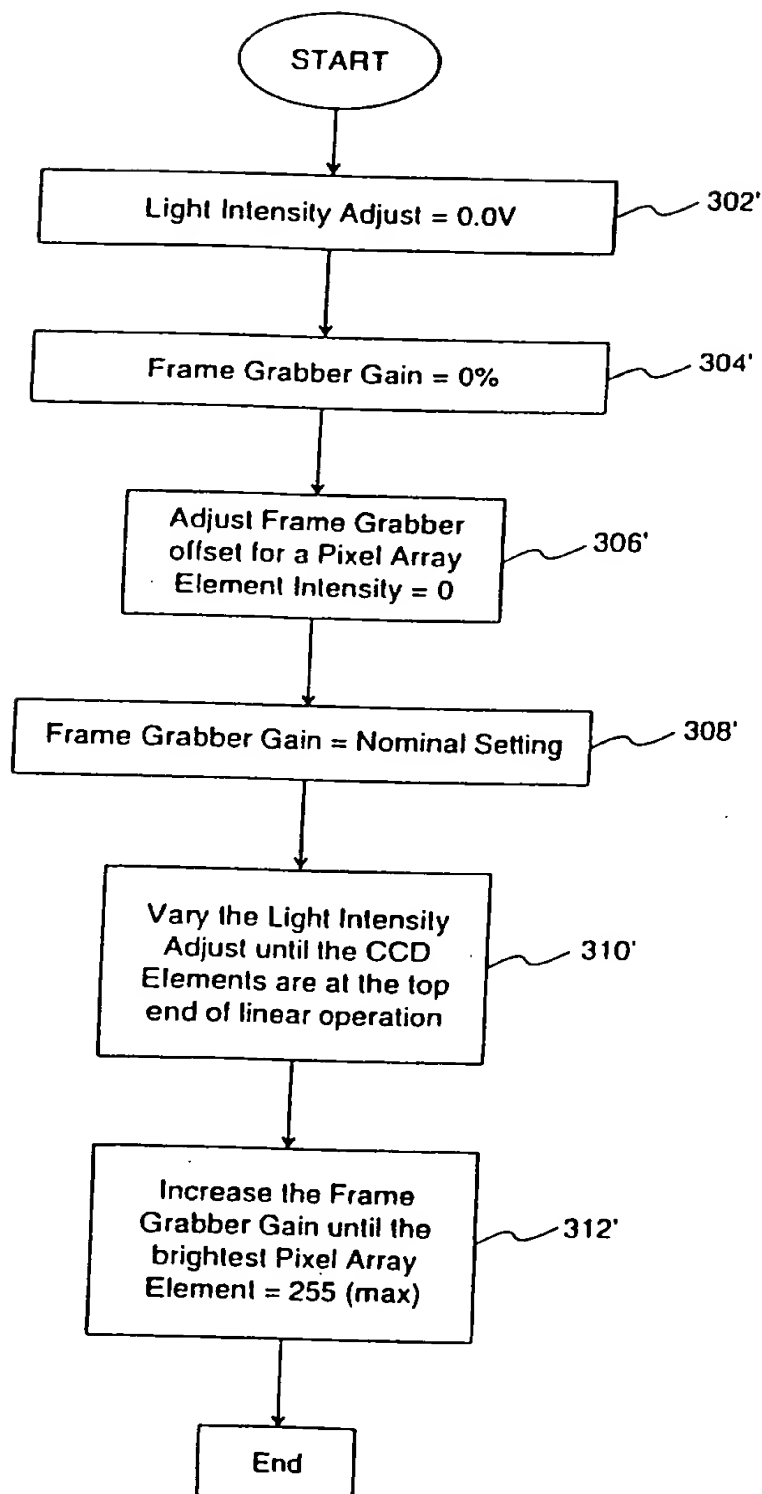 START
Light Intensity Adjust = 0.0V
302'
Frame Grabber Gain = 0%
304'
Adjust Frame Grabber
offset for a Pixel Array
Element Intensity = 0
306'
Frame Grabber Gain = Nominal Setting
308'
Vary the Light Intensity
Adjust until the CCD
Elements are at the top
end of linear operation
310'
Increase the Frame
Grabber Gain until the
brightest Pixel Array
Element = 255 (max)
312'
End